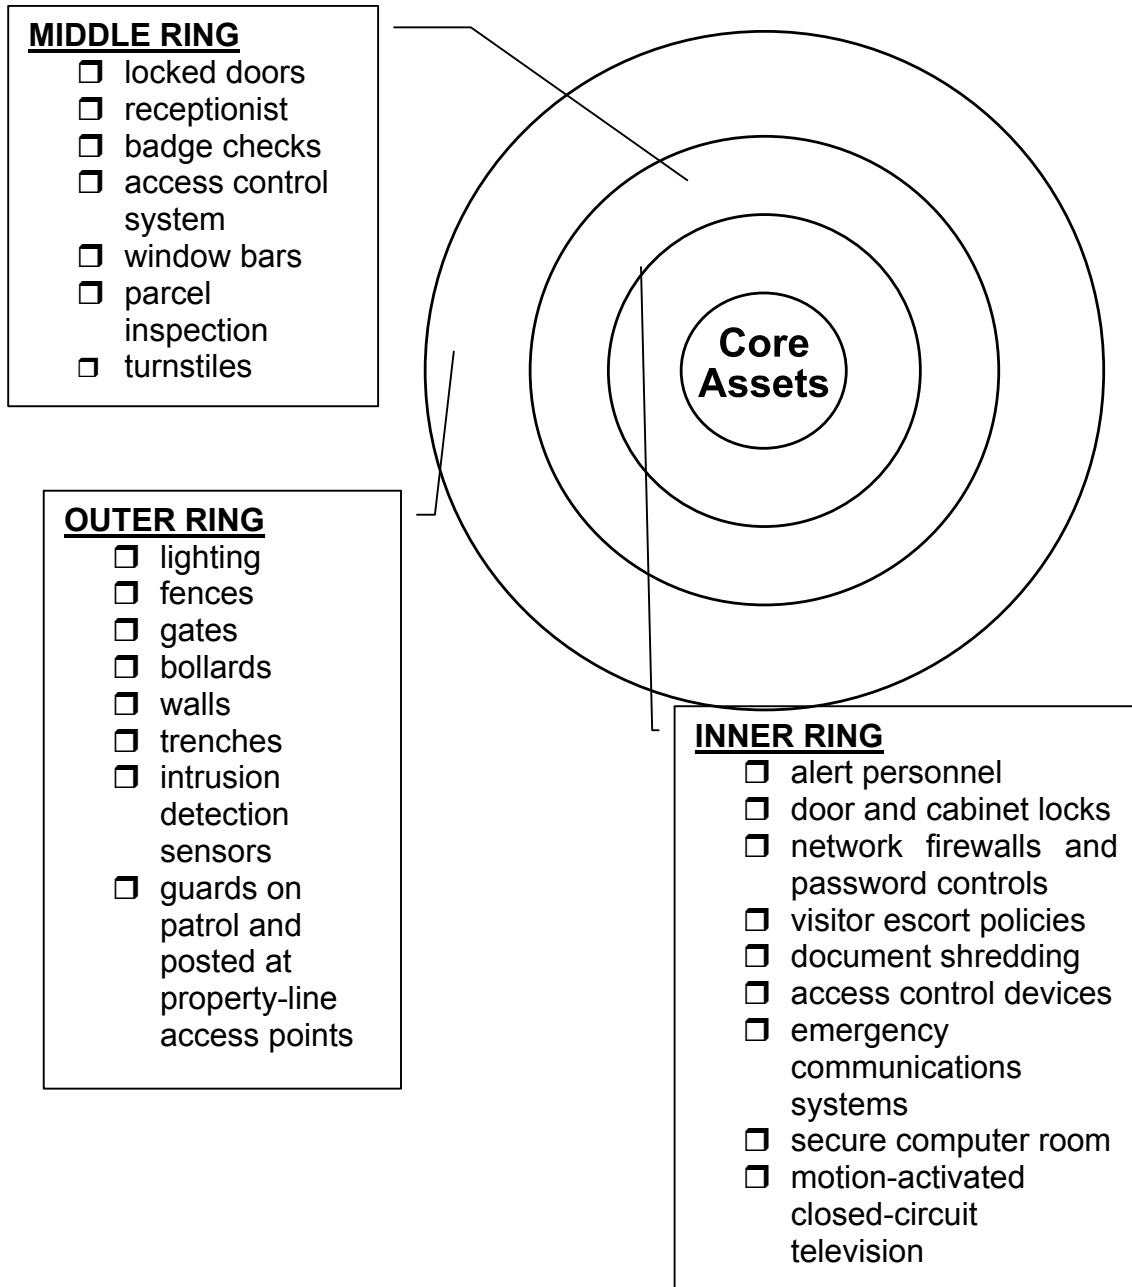 MIDDLE RING
❒ locked doors
❒ receptionist
❒ badge checks
❒ access control
system
❒ window bars
❒ parcel
inspection
❒ turnstiles
Core
Assets
OUTER RING
❒ lighting
❒ fences
❒ gates
❒ bollards
❒ walls
❒ trenches
❒ intrusion
detection
sensors
❒ guards on
patrol and
posted at
property-line
access points
INNER RING
❒ alert personnel
❒ door and cabinet locks
❒ network firewalls and
password controls
❒ visitor escort policies
❒ document shredding
❒ access control devices
❒ emergency
communications
systems
❒ secure computer room
❒ motion-activated
closed-circuit
television